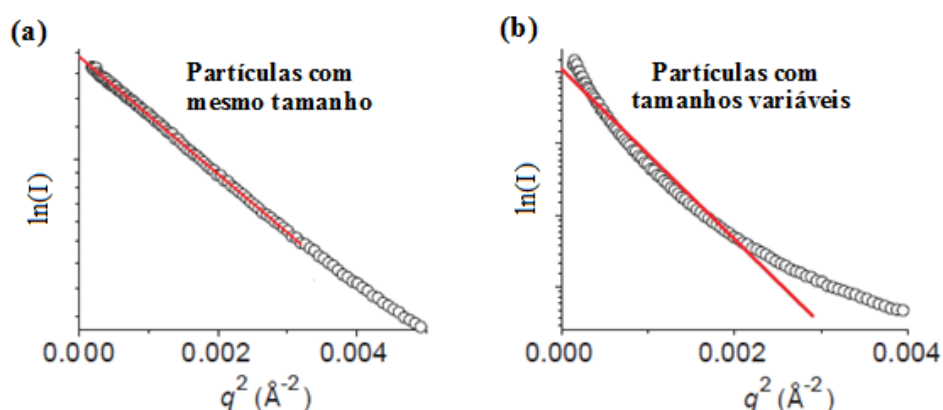 (a)
Partículas com
mesmo tamanho
ln(I)
0.000 0.002 0.004
q² (Å⁻²)
(b)
Partículas com
tamanhos variáveis
ln(I)
0.000 0.002 0.004
q² (Å⁻²)